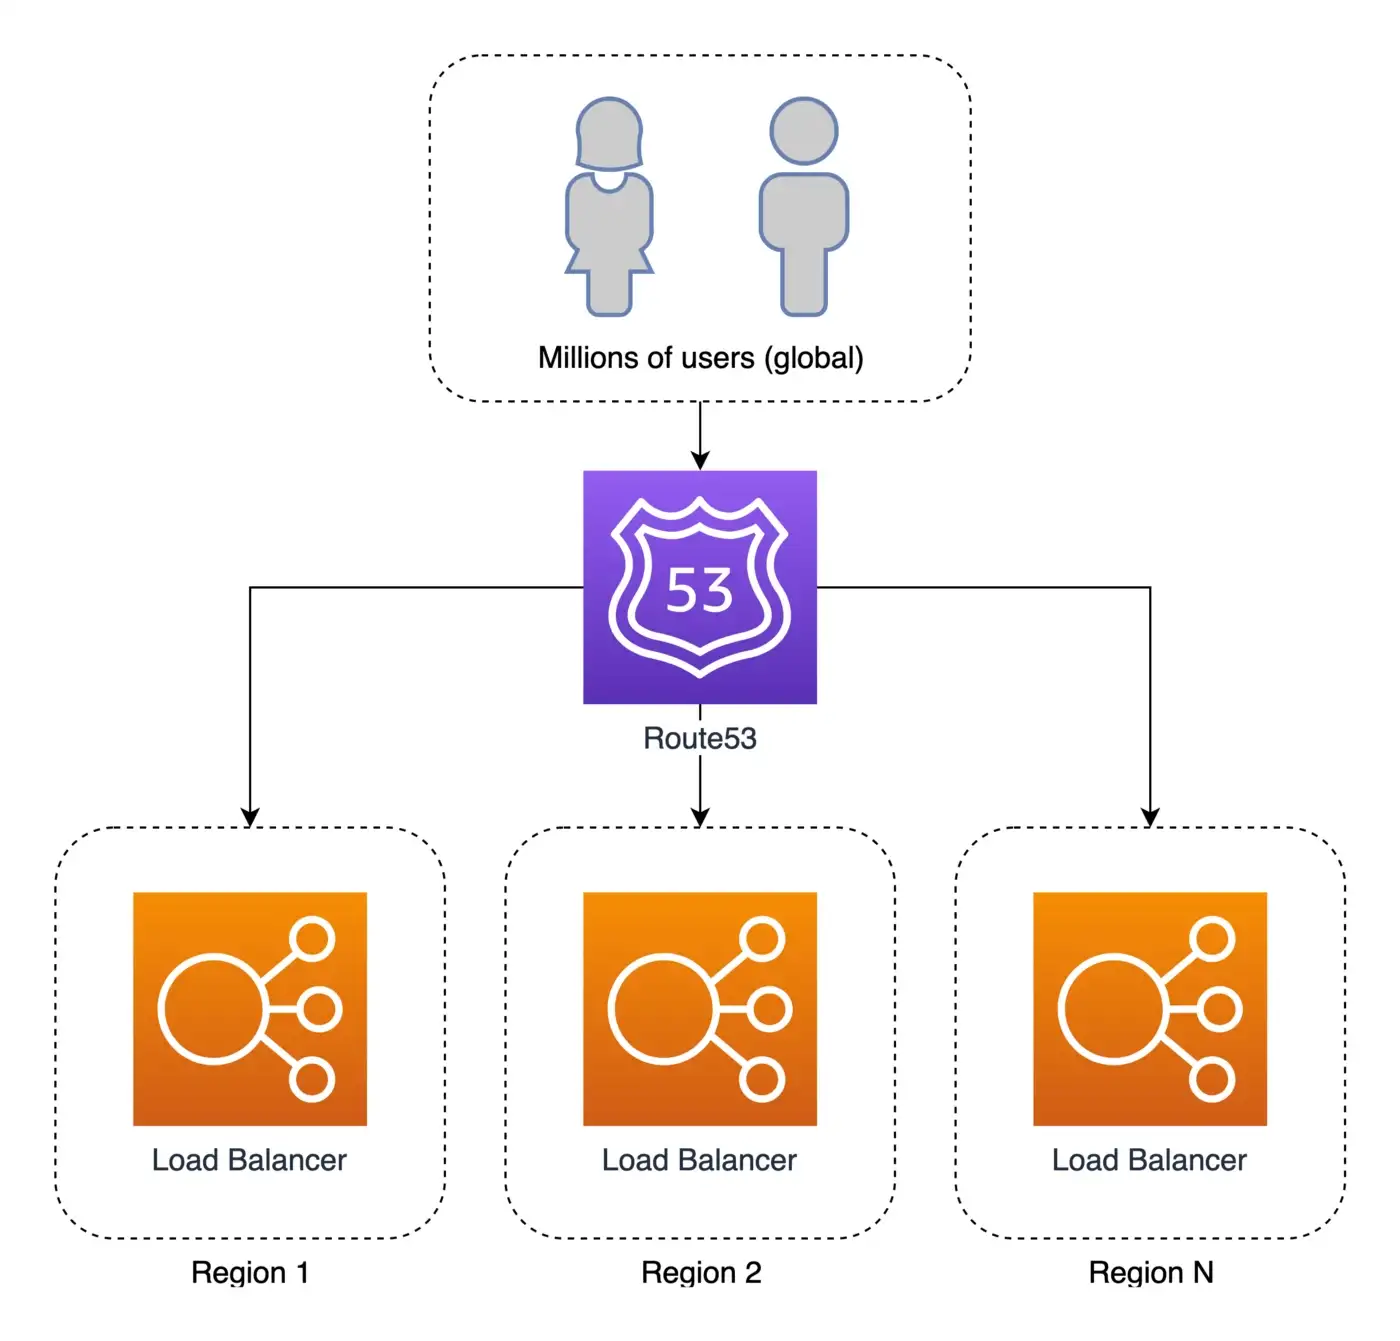 Millions of users (global)
53
Route53
Load Balancer
Load Balancer
Load Balancer
Region 1
Region 2
Region N